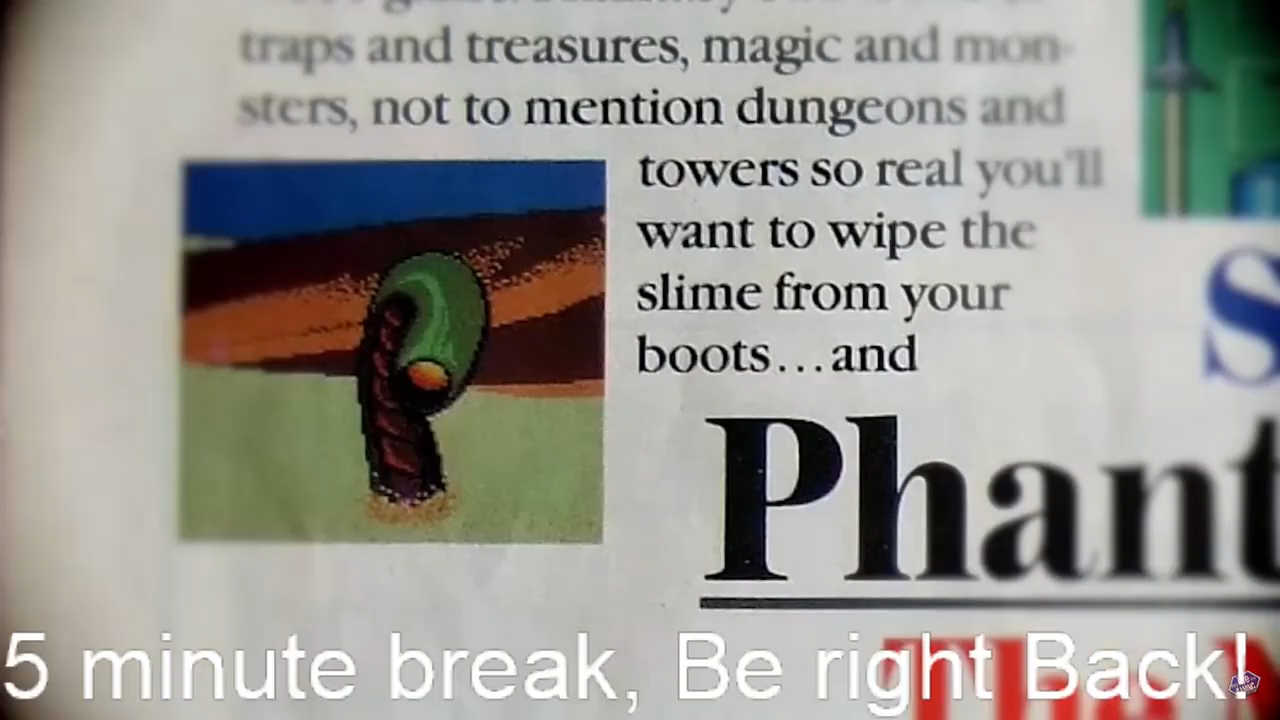 traps and treasures, magic and mon-
sters, not to mention dungeons and
towers so real you'll
want to wipe the
slime from your
boots...and
Phant
The
5 minute break, Be right Back!